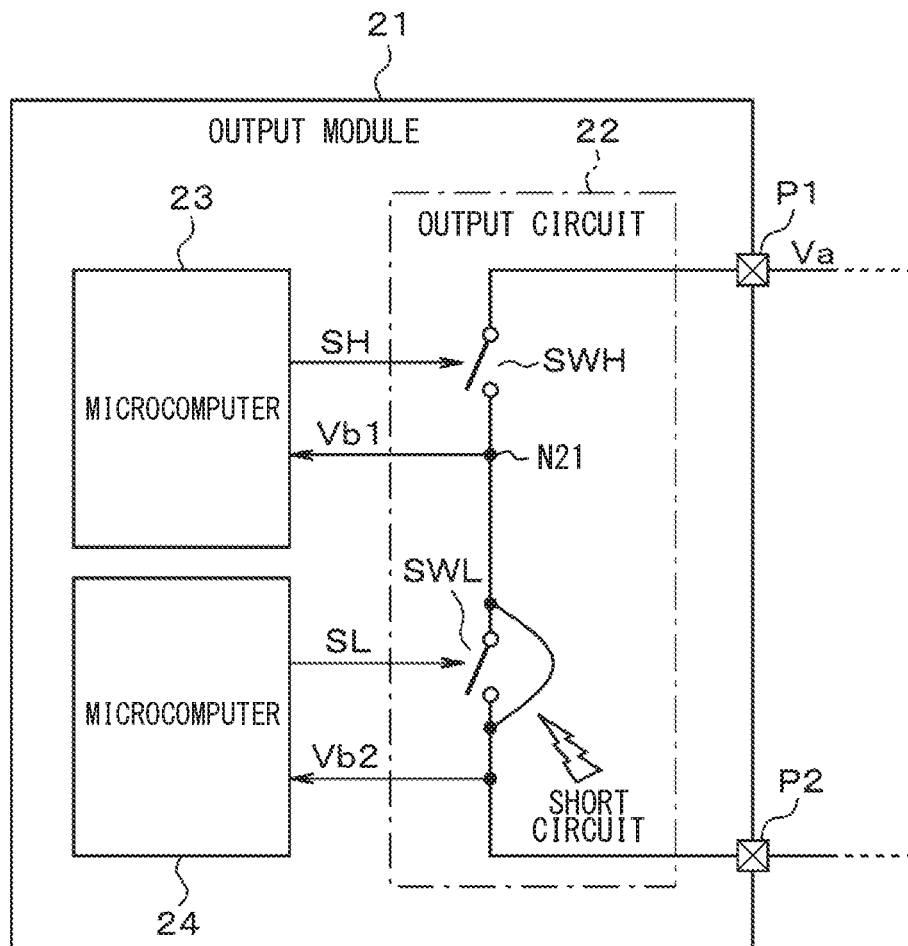 21
OUTPUT MODULE
22
23
OUTPUT CIRCUIT
P1
Va
SH
SWH
MICROCOMPUTER
Vb1
N21
SWL
SL
MICROCOMPUTER
Vb2
SHORT
CIRCUIT
P2
24